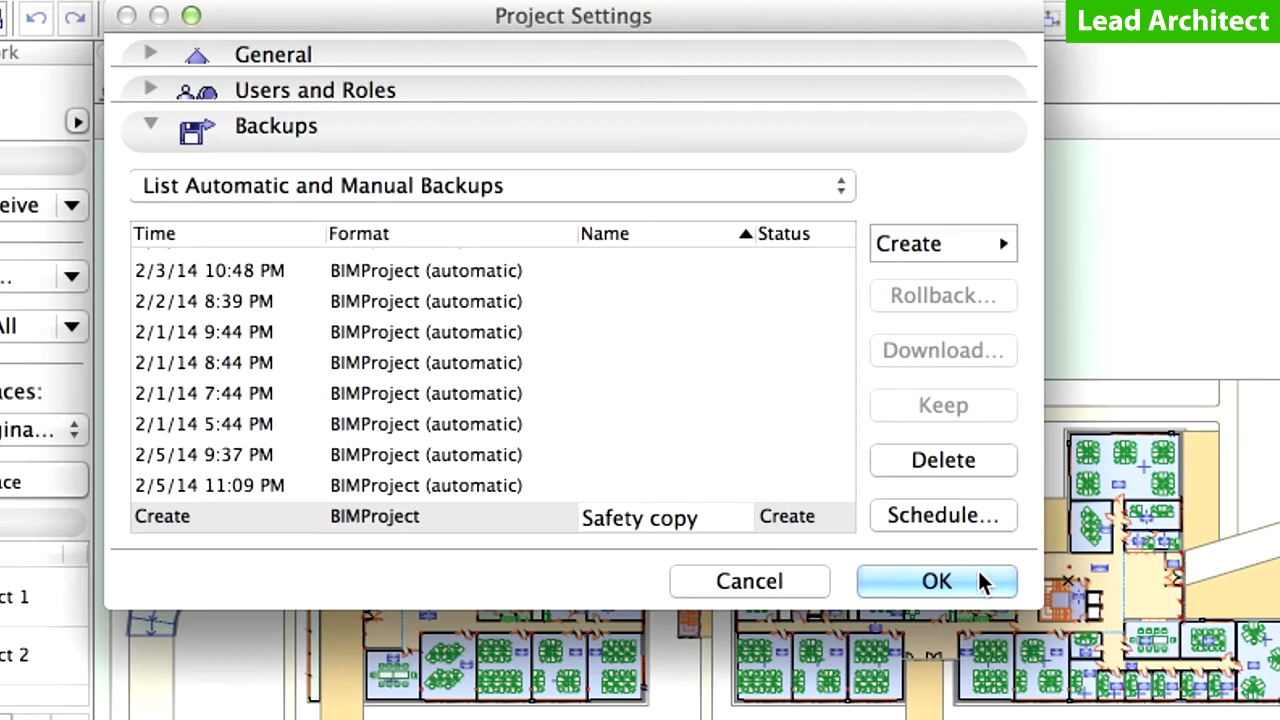 Project Settings
Lead Architect
rk
General
Users and Roles
Backups
List Automatic and Manual Backups
eive
Time Format Name Status
Create
2/3/14 10:48 PM BIMProject (automatic)
Rollback...
2/2/14 8:39 PM BIMProject (automatic)
2/1/14 9:44 PM BIMProject (automatic)
All
Download...
2/1/14 8:44 PM BIMProject (automatic)
2/1/14 7:44 PM BIMProject (automatic)
aces:
Keep
2/1/14 5:44 PM BIMProject (automatic)
gina...
2/5/14 9:37 PM BIMProject (automatic)
Delete
2/5/14 11:09 PM BIMProject (automatic)
ace
Create BIMProject Safety copy Create
Schedule...
Cancel
OK
ct 1
ct 2